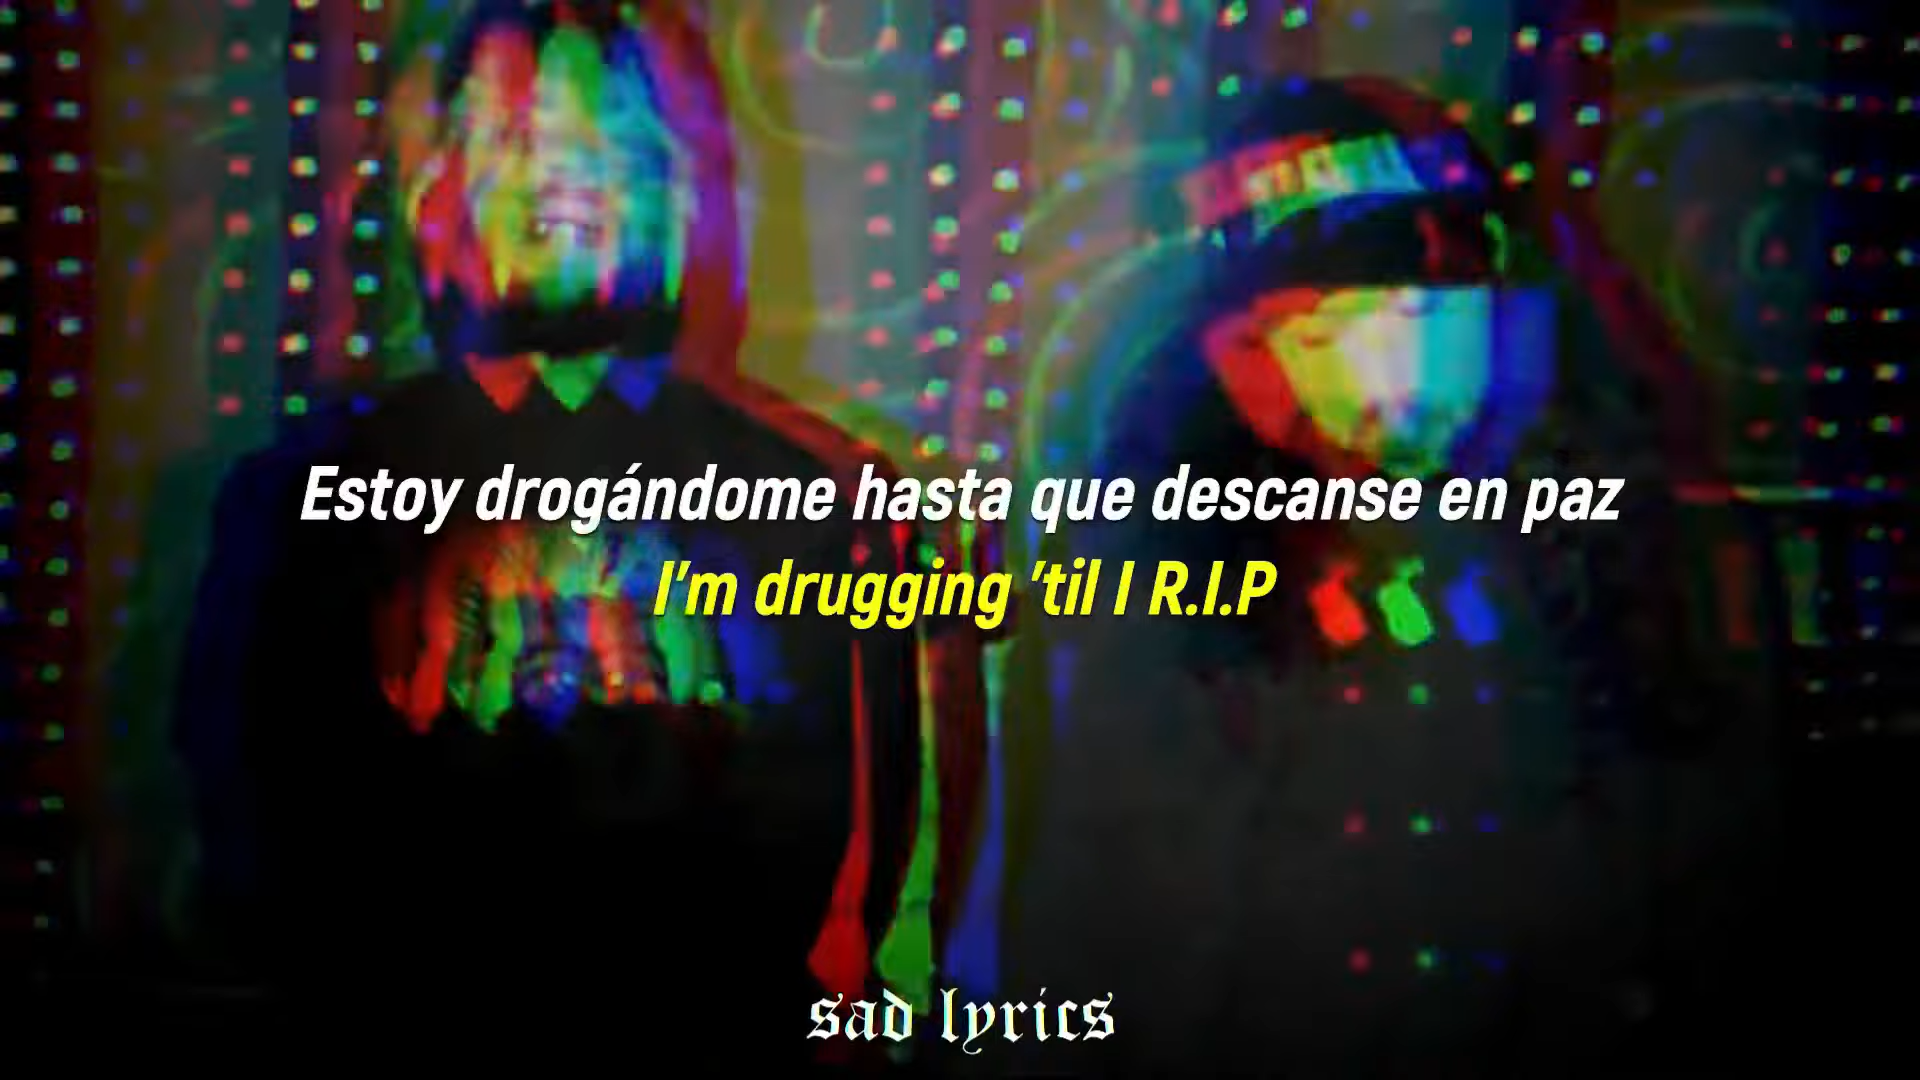 Estoy drogándome hasta que descanse en paz
I'm drugging 'til I R.I.P
sad lyrics